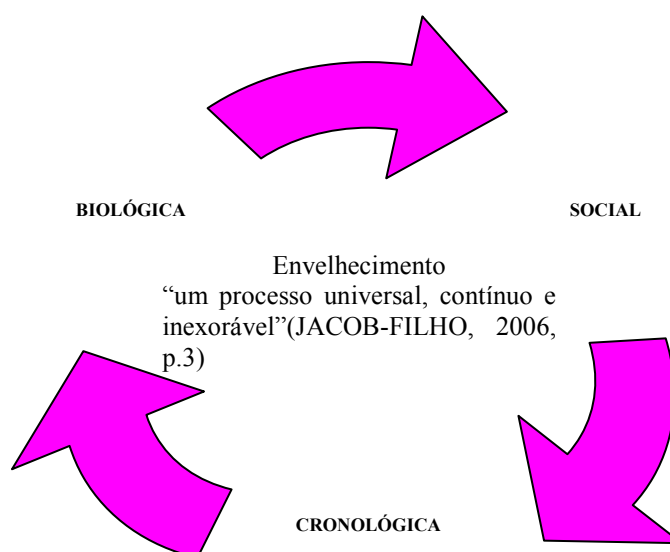 BIOLÓGICA
SOCIAL
Envelhecimento
“um processo universal, contínuo e
inexorável”(JACOB-FILHO, 2006,
p.3)
CRONOLÓGICA